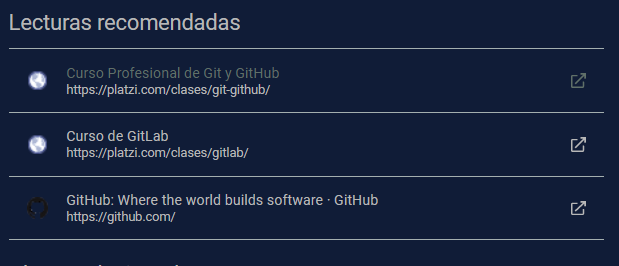 Lecturas recomendadas
Curso Profesional de Git y GitHub
https://platzi.com/clases/git-github/
Curso de GitLab
https://platzi.com/clases/gitlab/
GitHub: Where the world builds software · GitHub
https://github.com/